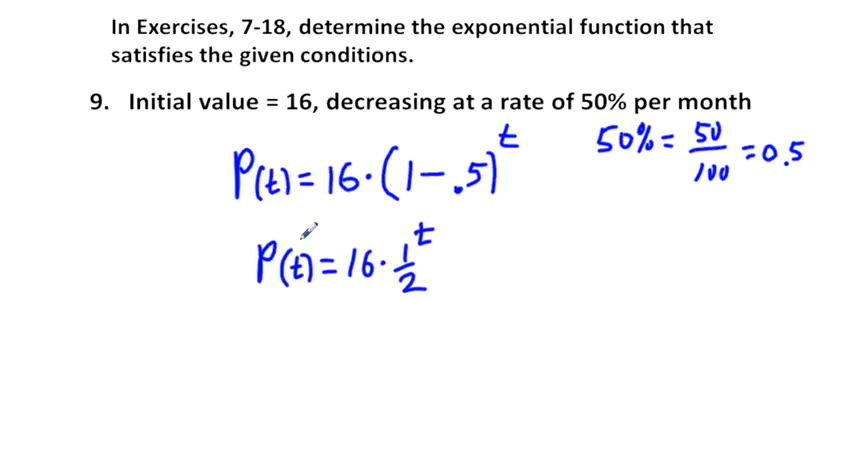 In Exercises, 7-18, determine the exponential function that
satisfies the given conditions.
9. Initial value = 16, decreasing at a rate of 50% per month
50% = 50/100 = 0.5
P(t) = 16 · (1 - .5)^t
P(t) = 16 · 1/2^t